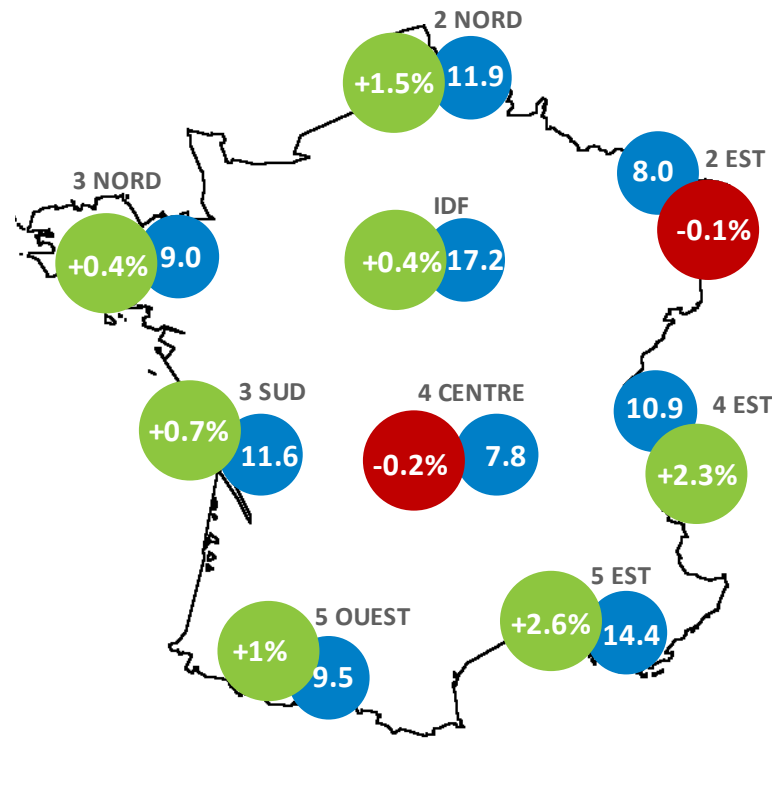 2 NORD
+1.5%
11.9
8.0
2 EST
-0.1%
3 NORD
+0.4%
9.0
IDF
+0.4%
17.2
3 SUD
+0.7%
11.6
4 CENTRE
-0.2%
7.8
10.9
4 EST
+2.3%
5 EST
+2.6%
14.4
5 OUEST
+1%
9.5